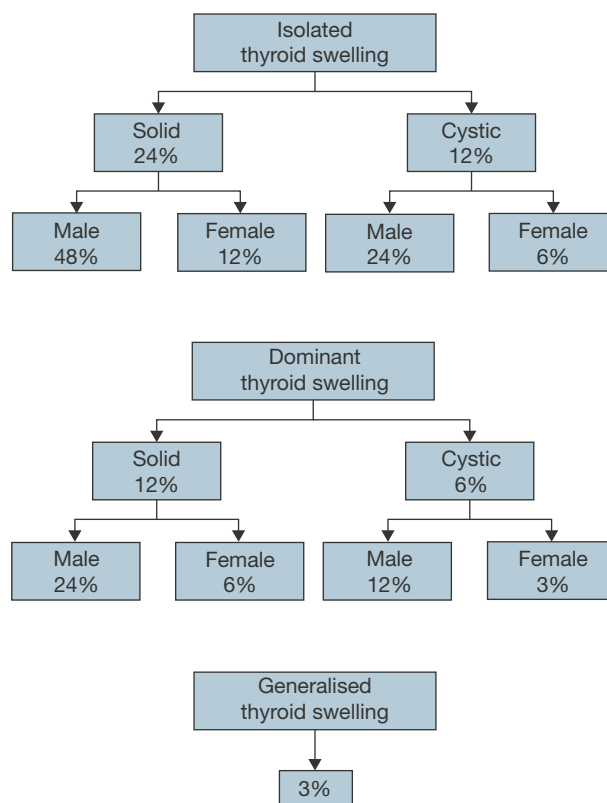 Isolated
thyroid swelling
Solid
24%
Cystic
12%
Male
48%
Female
12%
Male
24%
Female
6%
Dominant
thyroid swelling
Solid
12%
Cystic
6%
Male
24%
Female
6%
Male
12%
Female
3%
Generalised
thyroid swelling
3%